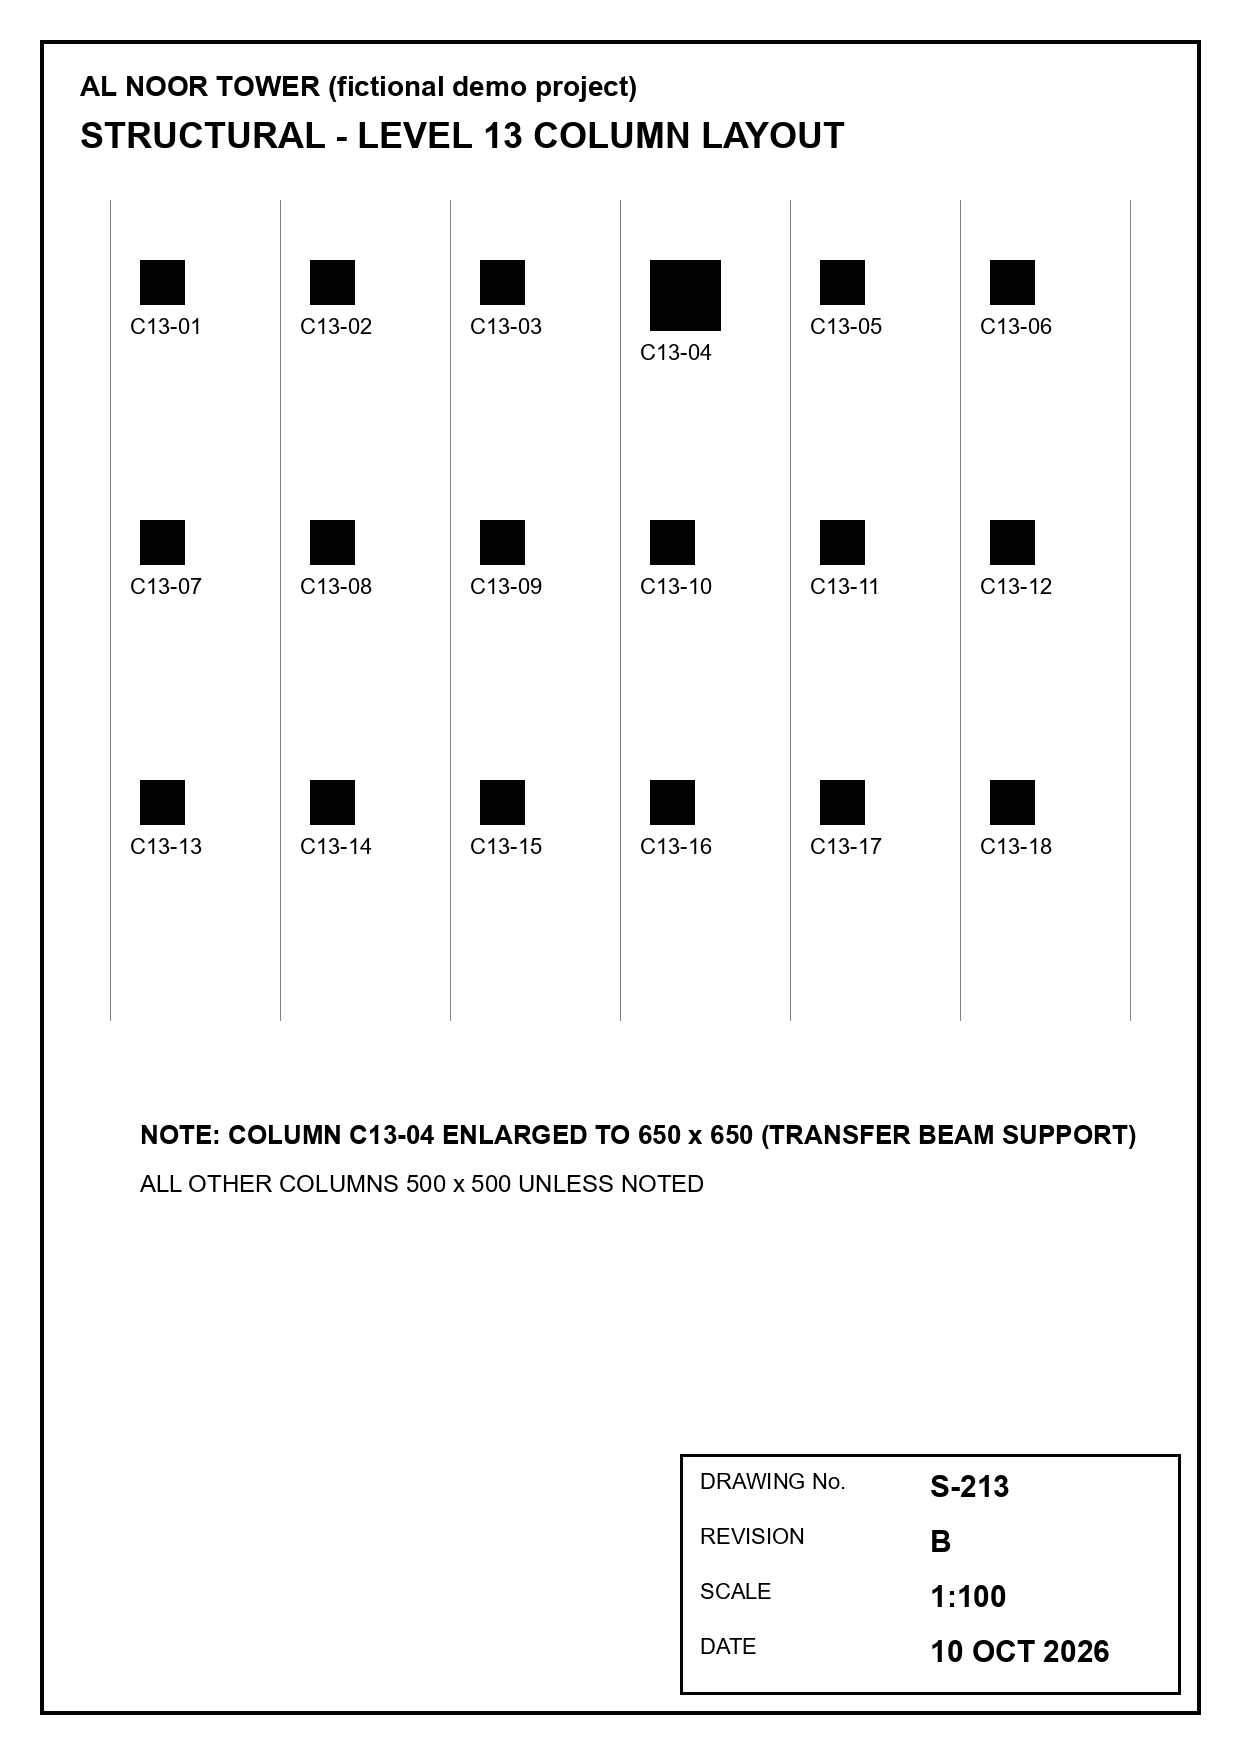 AL NOOR TOWER (fictional demo project)
STRUCTURAL - LEVEL 13 COLUMN LAYOUT
C13-01 C13-02 C13-03 C13-04 C13-05 C13-06
C13-07 C13-08 C13-09 C13-10 C13-11 C13-12
C13-13 C13-14 C13-15 C13-16 C13-17 C13-18
NOTE: COLUMN C13-04 ENLARGED TO 650 x 650 (TRANSFER BEAM SUPPORT)
ALL OTHER COLUMNS 500 x 500 UNLESS NOTED
DRAWING No. S-213
REVISION B
SCALE 1:100
DATE 10 OCT 2026